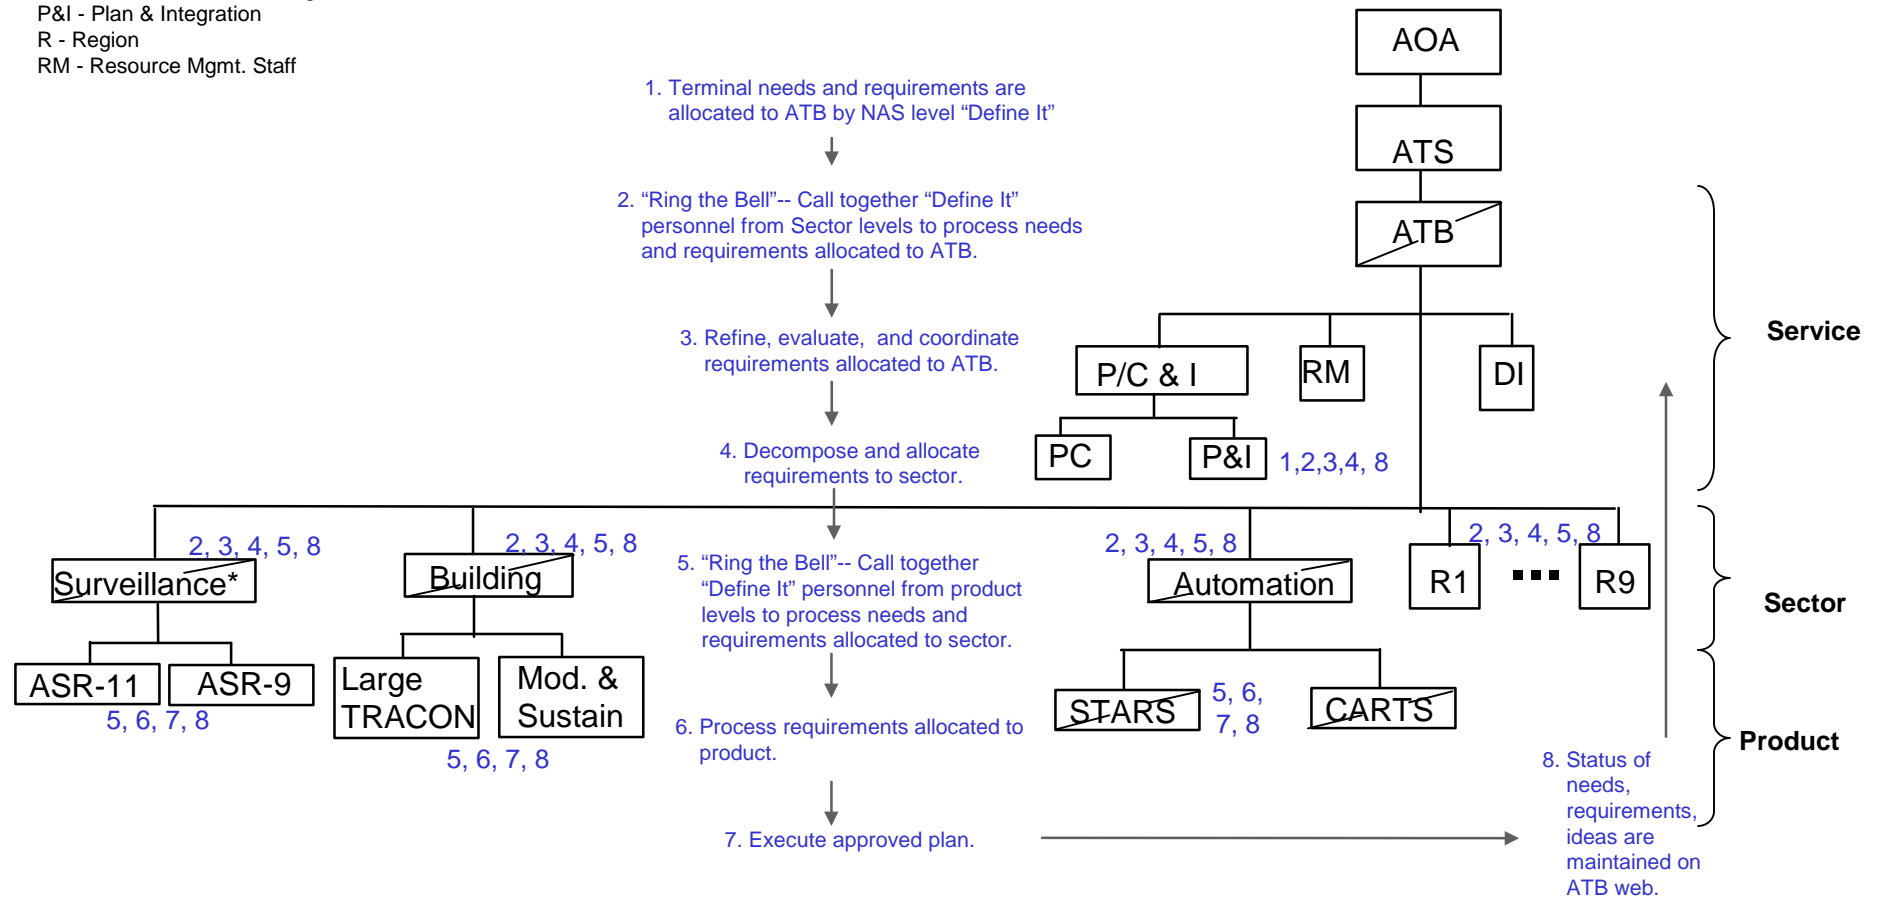 P&I - Plan & Integration
R - Region
RM - Resource Mgmt. Staff
AOA
ATS
ATB
1. Terminal needs and requirements are
allocated to ATB by NAS level “Define It”
2. “Ring the Bell”-- Call together “Define It”
personnel from Sector levels to process needs
and requirements allocated to ATB.
3. Refine, evaluate,  and coordinate
requirements allocated to ATB.
4. Decompose and allocate
requirements to sector.
P/C & I
RM
DI
PC
P&I
1,2,3,4, 8
Service
2, 3, 4, 5, 8
Surveillance*
2, 3, 4, 5, 8
Building
5. “Ring the Bell”-- Call together
“Define It” personnel from product
levels to process needs and
requirements allocated to sector.
2, 3, 4, 5, 8
Automation
2, 3, 4, 5, 8
R1
R9
Sector
ASR-11
ASR-9
5, 6, 7, 8
Large
TRACON
Mod. &
Sustain
5, 6, 7, 8
6. Process requirements allocated to
product.
STARS
5, 6,
7, 8
CARTS
Product
7. Execute approved plan.
8. Status of
needs,
requirements,
ideas are
maintained on
ATB web.